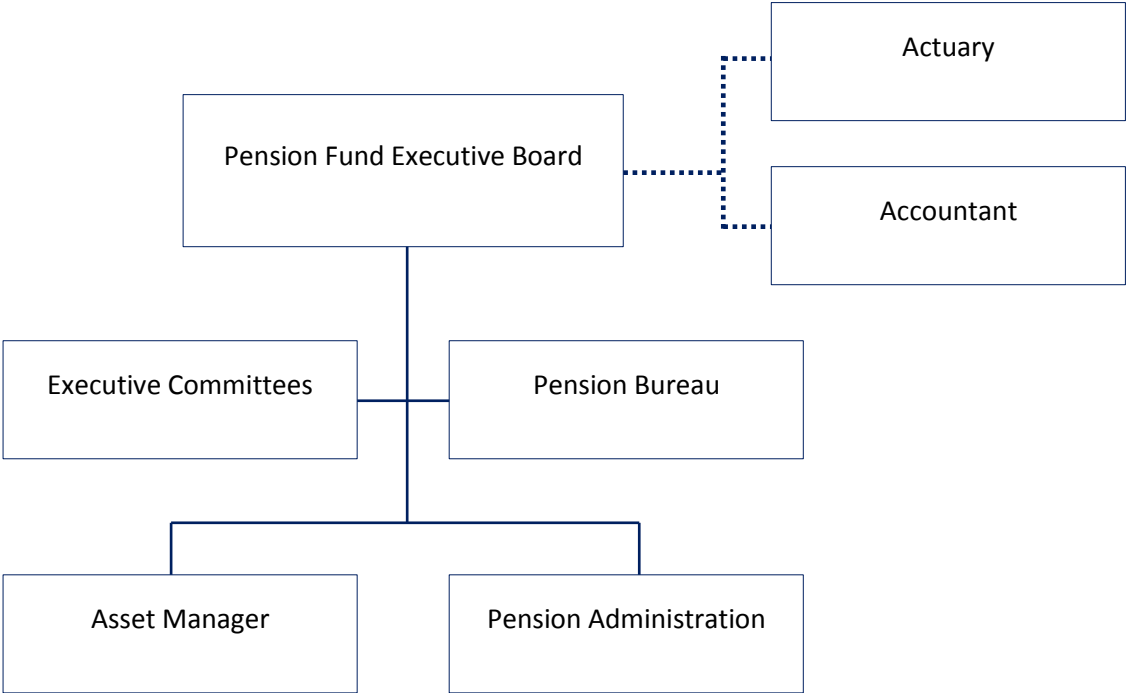 Actuary
Pension Fund Executive Board
Accountant
Executive Committees
Pension Bureau
Asset Manager
Pension Administration